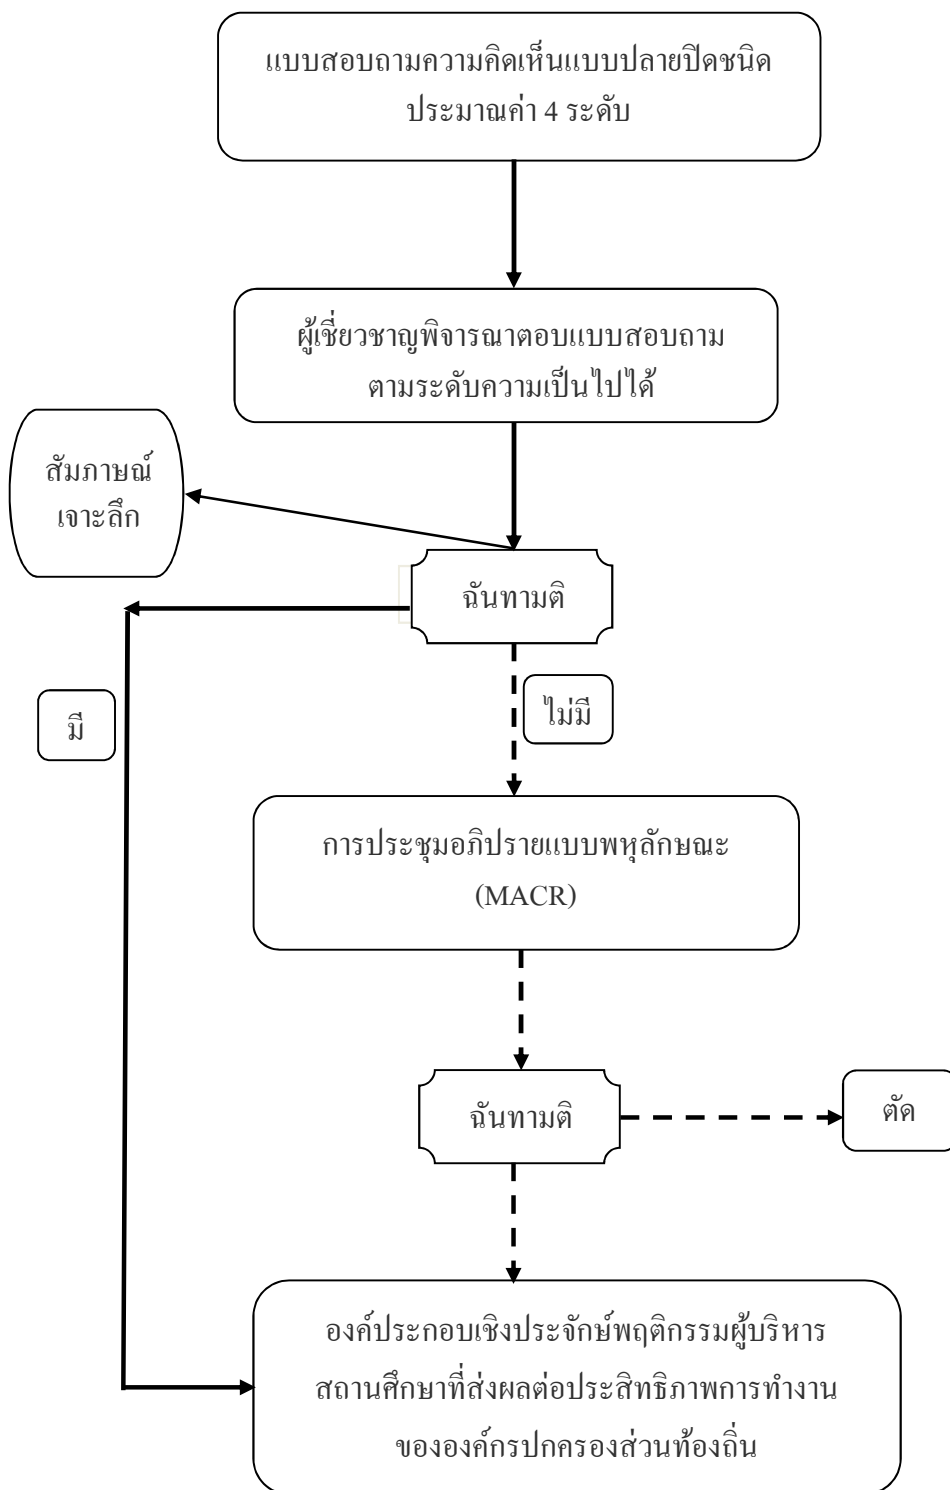 แบบสอบถามความคิดเห็นแบบปลายปิดชนิด
ประมาณค่า 4 ระดับ
ผู้เชี่ยวชาญพิจารณาตอบแบบสอบถาม
ตามระดับความเป็นไปได้
สัมภาษณ์
เจาะลึก
ฉันทามติ
มี
ไม่มี
การประชุมอภิปรายแบบพหุลักษณะ
(MACR)
ฉันทามติ
ตัด
องค์ประกอบเชิงประจักษ์พฤติกรรมผู้บริหาร
สถานศึกษาที่ส่งผลต่อประสิทธิภาพการทำงาน
ขององค์กรปกครองส่วนท้องถิ่น